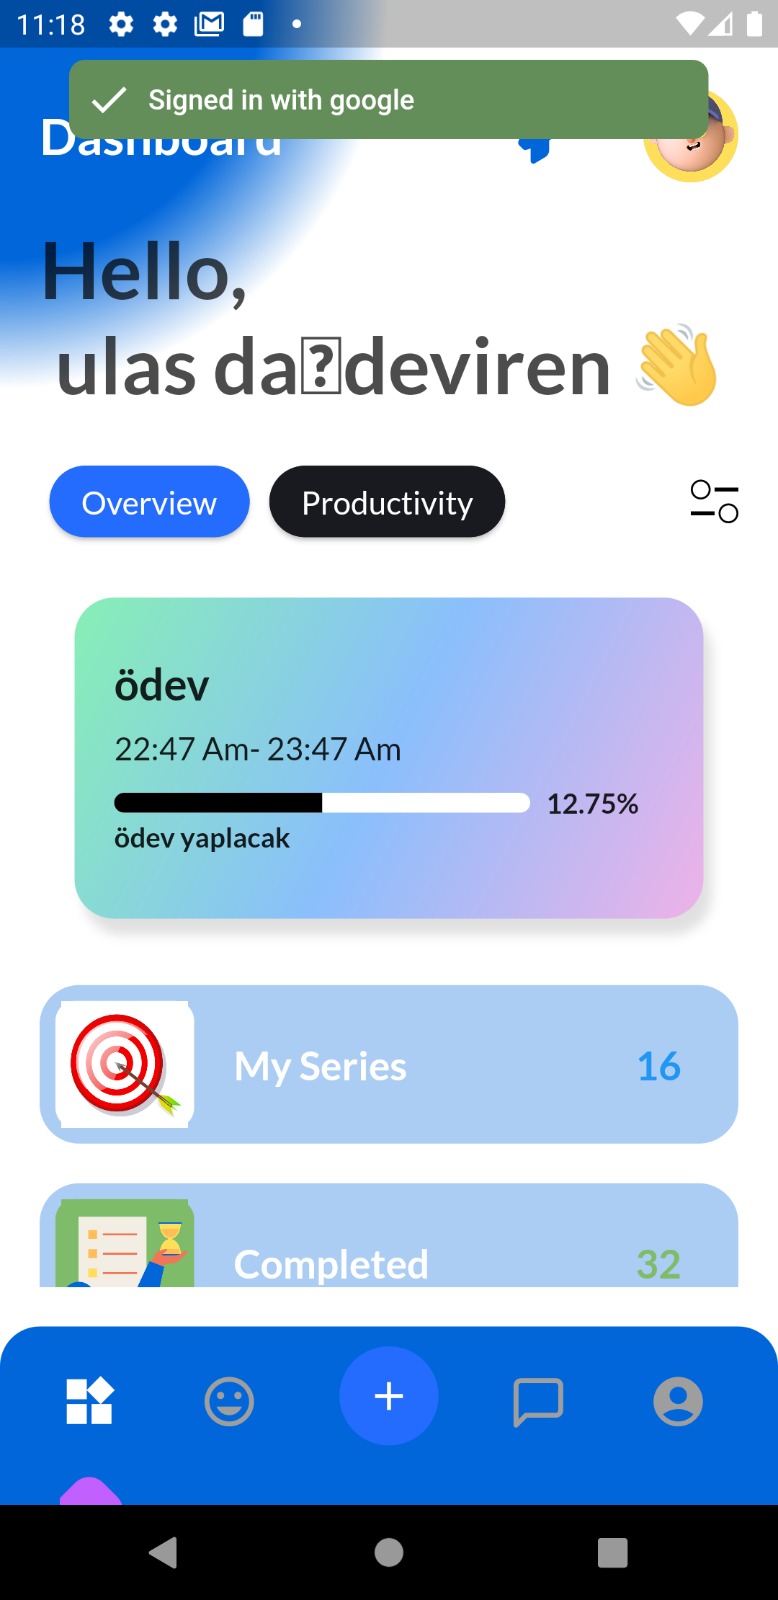 11:18
Signed in with google
Dashboard
Hello,
ulas da�deviren 👋
Overview
Productivity
ödev
22:47 Am- 23:47 Am
12.75%
ödev yaplacak
My Series
16
Completed
32